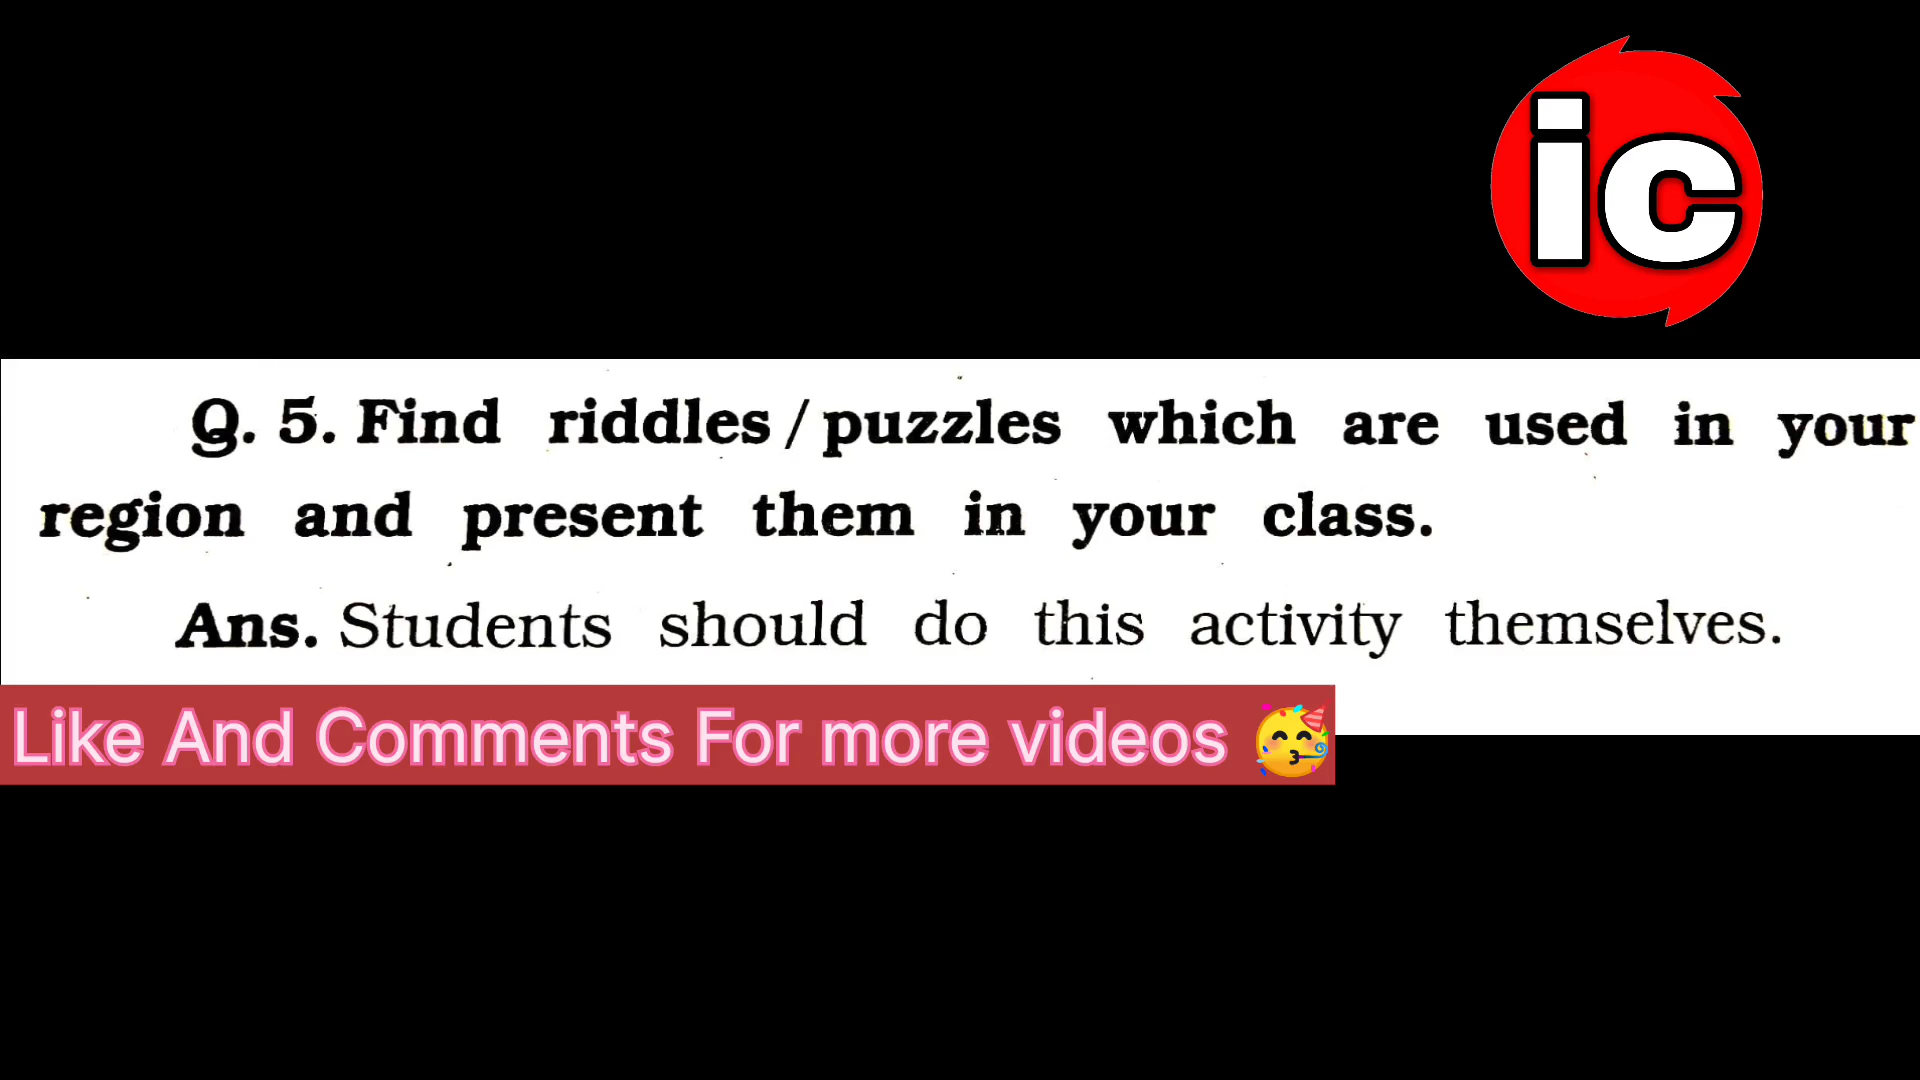 ic
Q. 5. Find riddles / puzzles which are used in your
region and present them in your class.
Ans. Students should do this activity themselves.
Like And Comments For more videos 🥳